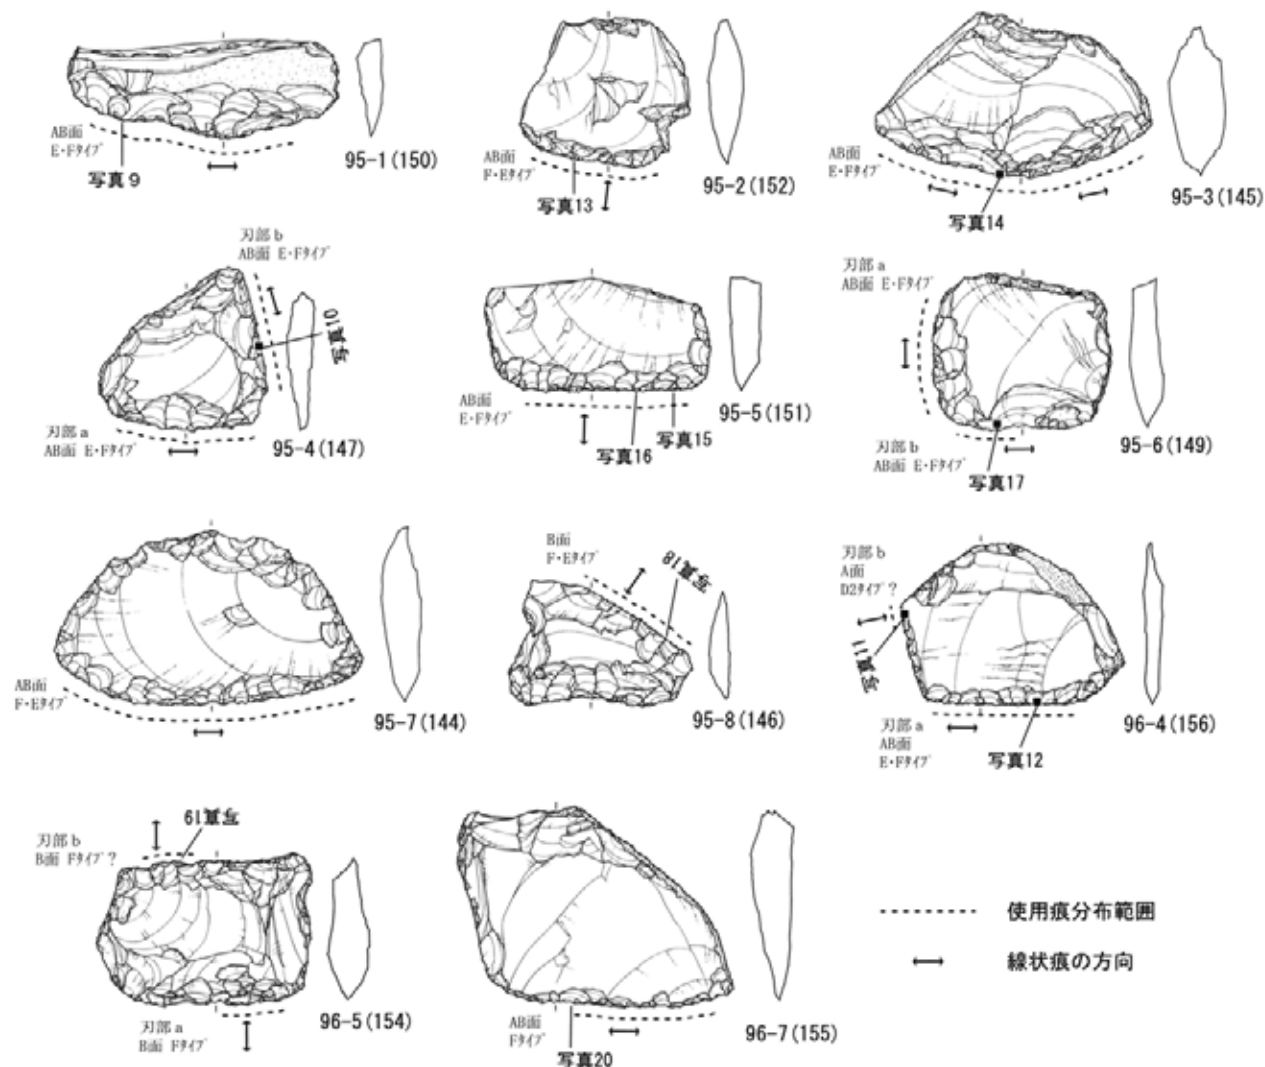 AB面
E・Fタイプ
写真9
95-1(150)
AB面
F・Eタイプ
写真13
95-2(152)
AB面
E・Fタイプ
写真14
95-3(145)
刃部b
AB面 E・Fタイプ
写真10
刃部a
AB面 E・Fタイプ
95-4(147)
AB面
E・Fタイプ
写真16
写真15
95-5(151)
刃部a
AB面 E・Fタイプ
刃部b
AB面 E・Fタイプ
写真17
95-6(149)
AB面
F・Eタイプ
95-7(144)
B面
F・Eタイプ
写真18
95-8(146)
刃部b
A面
D2タイプ?
写真11
刃部a
AB面
E・Fタイプ
写真12
96-4(156)
刃部b
B面 Fタイプ?
写真19
刃部a
B面 Fタイプ
96-5(154)
AB面
Fタイプ
写真20
96-7(155)
使用痕分布範囲
線状痕の方向